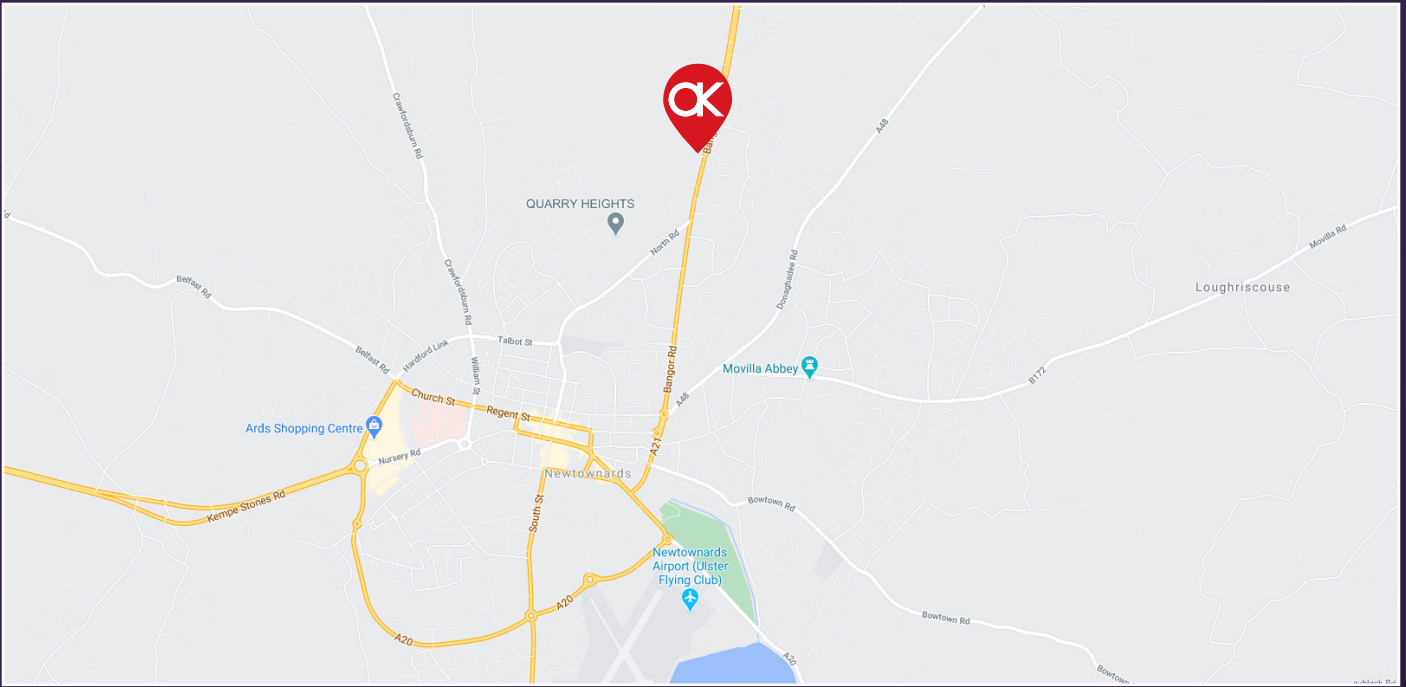 OK
Crawfordsburn Rd
Bang
A48
QUARRY HEIGHTS
North Rd
Rd
Movilla Rd
Crawfordsburn Rd
Donaghadee Rd
Belfast Rd
Loughriscouse
Talbot St
Hardford Link
Belfast Rd
William St
Bangor Rd
Movilla Abbey
B172
A48
Church St
Regent St
Ards Shopping Centre
A21
Nursery Rd
Newtownards
Kempe Stones Rd
South St
Bowtown Rd
Newtownards
Airport (Ulster
Flying Club)
A20
Bowtown Rd
A20
A20
Bowtown